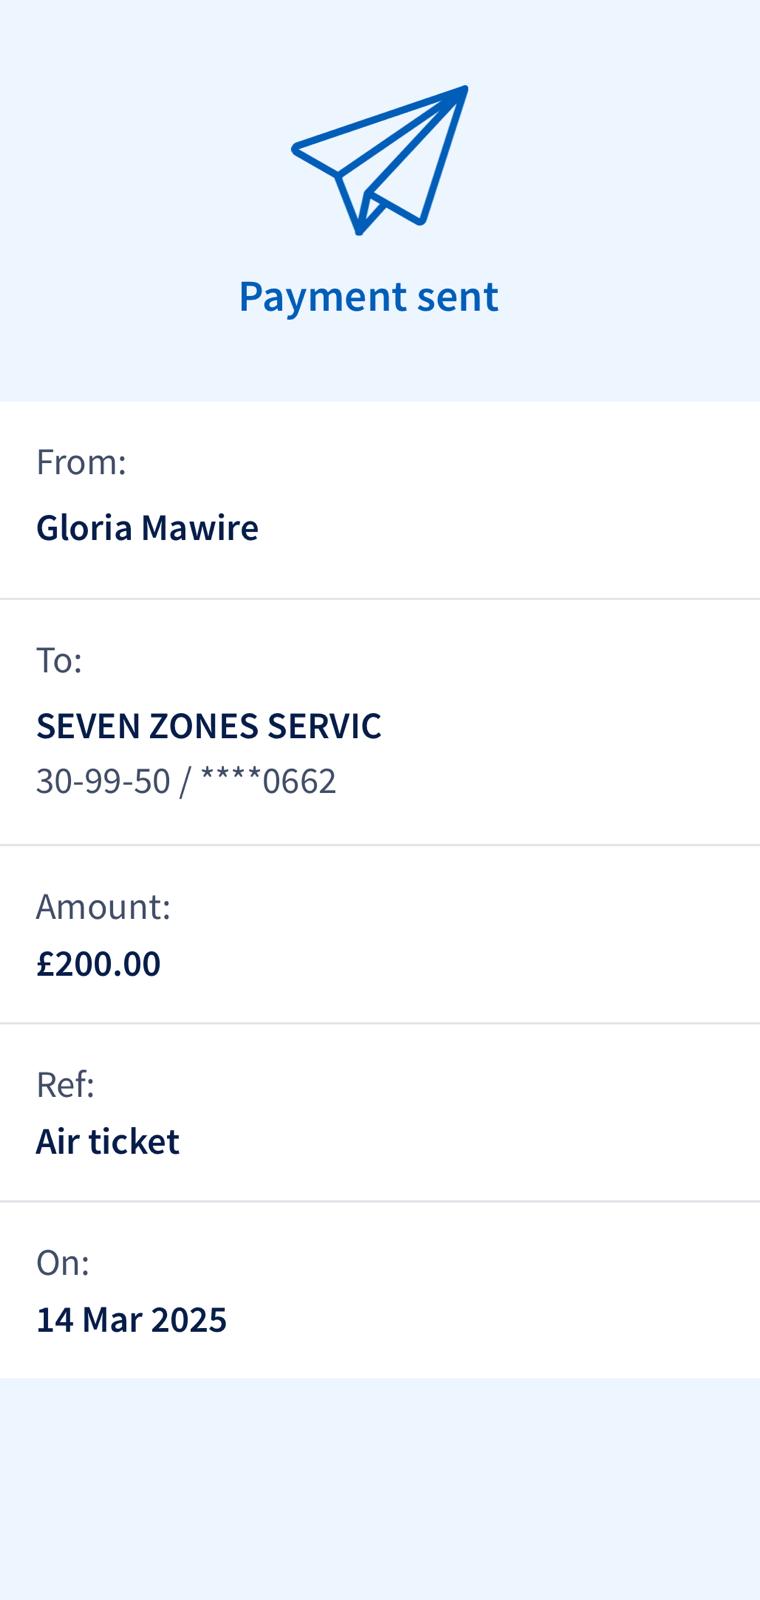 Payment sent
From:
Gloria Mawire
To:
SEVEN ZONES SERVIC
30-99-50 / ****0662
Amount:
£200.00
Ref:
Air ticket
On:
14 Mar 2025